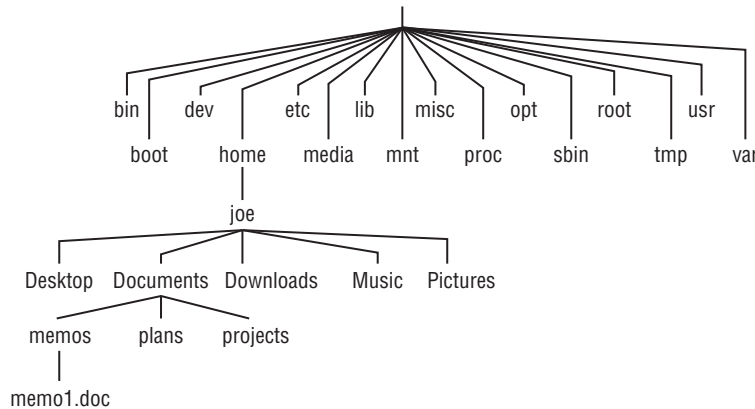 bin dev etc lib misc opt root usr
boot home media mnt proc sbin tmp var
joe
Desktop Documents Downloads Music Pictures
memos plans projects
memo1.doc